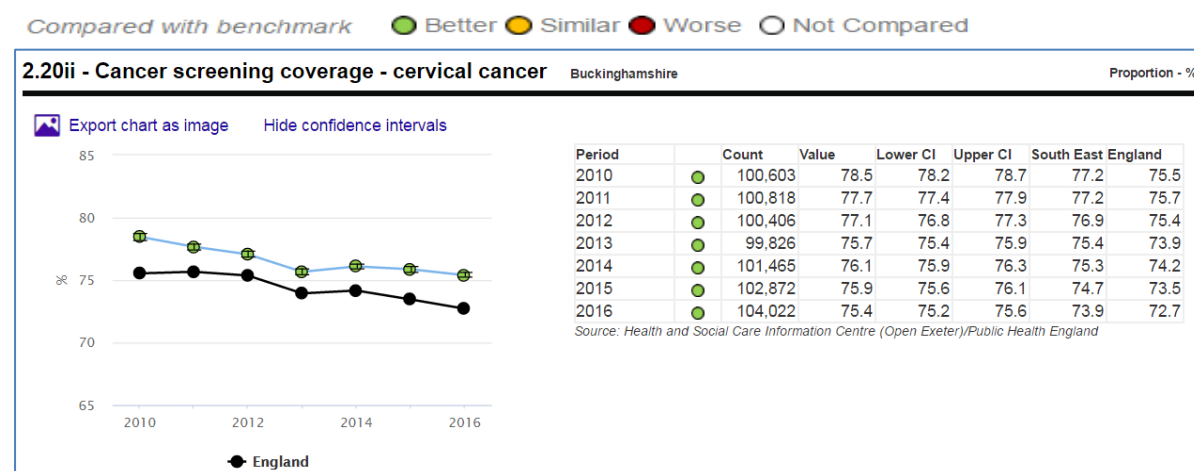 Compared with benchmark Better Similar Worse Not Compared
2.20ii - Cancer screening coverage - cervical cancer Buckinghamshire Proportion - %
Export chart as image Hide confidence intervals
85
80
75
70
65
%
2010 2012 2014 2016
England
Period Count Value Lower CI Upper CI South East England
2010 100,603 78.5 78.2 78.7 77.2 75.5
2011 100,818 77.7 77.4 77.9 77.2 75.7
2012 100,406 77.1 76.8 77.3 76.9 75.4
2013 99,826 75.7 75.4 75.9 75.4 73.9
2014 101,465 76.1 75.9 76.3 75.3 74.2
2015 102,872 75.9 75.6 76.1 74.7 73.5
2016 104,022 75.4 75.2 75.6 73.9 72.7
Source: Health and Social Care Information Centre (Open Exeter)/Public Health England